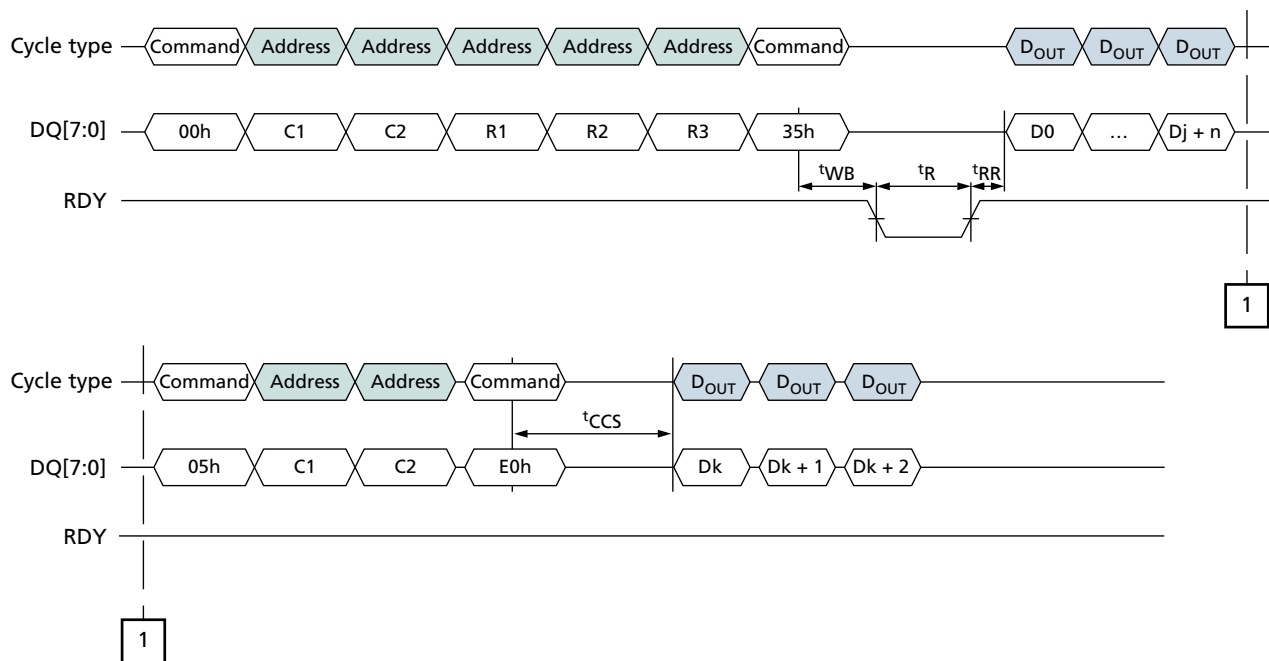 Cycle type Command Address Address Address Address Address Command DOUT DOUT DOUT
DQ[7:0] 00h C1 C2 R1 R2 R3 35h D0 … Dj + n
tWB tR tRR
RDY
1
Cycle type Command Address Address Command DOUT DOUT DOUT
tCCS
DQ[7:0] 05h C1 C2 E0h Dk Dk + 1 Dk + 2
RDY
1